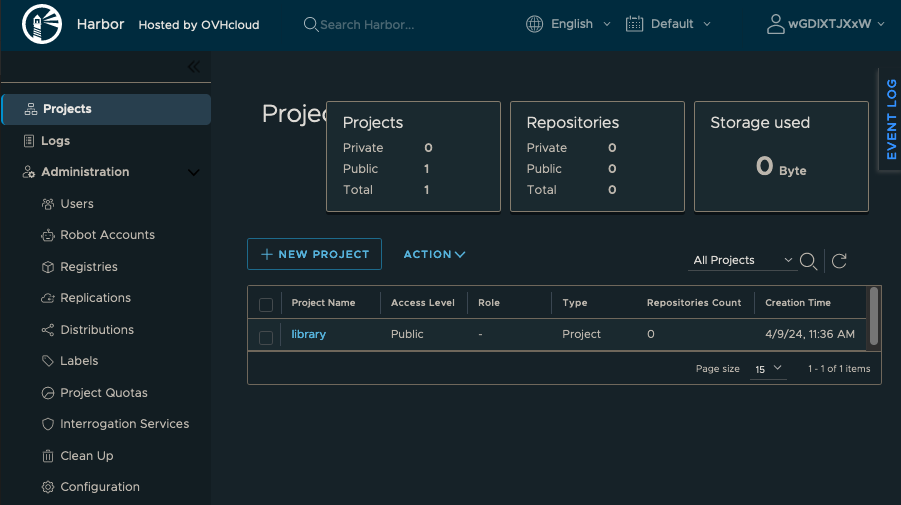 Harbor Hosted by OVHcloud Search Harbor... English Default wGDlXTJXxW
Projects
Logs
Administration
Users
Robot Accounts
Registries
Replications
Distributions
Labels
Project Quotas
Interrogation Services
Clean Up
Configuration
Projec
Projects
Private 0
Public 1
Total 1
Repositories
Private 0
Public 0
Total 0
Storage used
0 Byte
EVENT LOG
NEW PROJECT ACTION All Projects
Project Name Access Level Role Type Repositories Count Creation Time
library Public - Project 0 4/9/24, 11:36 AM
Page size 15 1 - 1 of 1 items